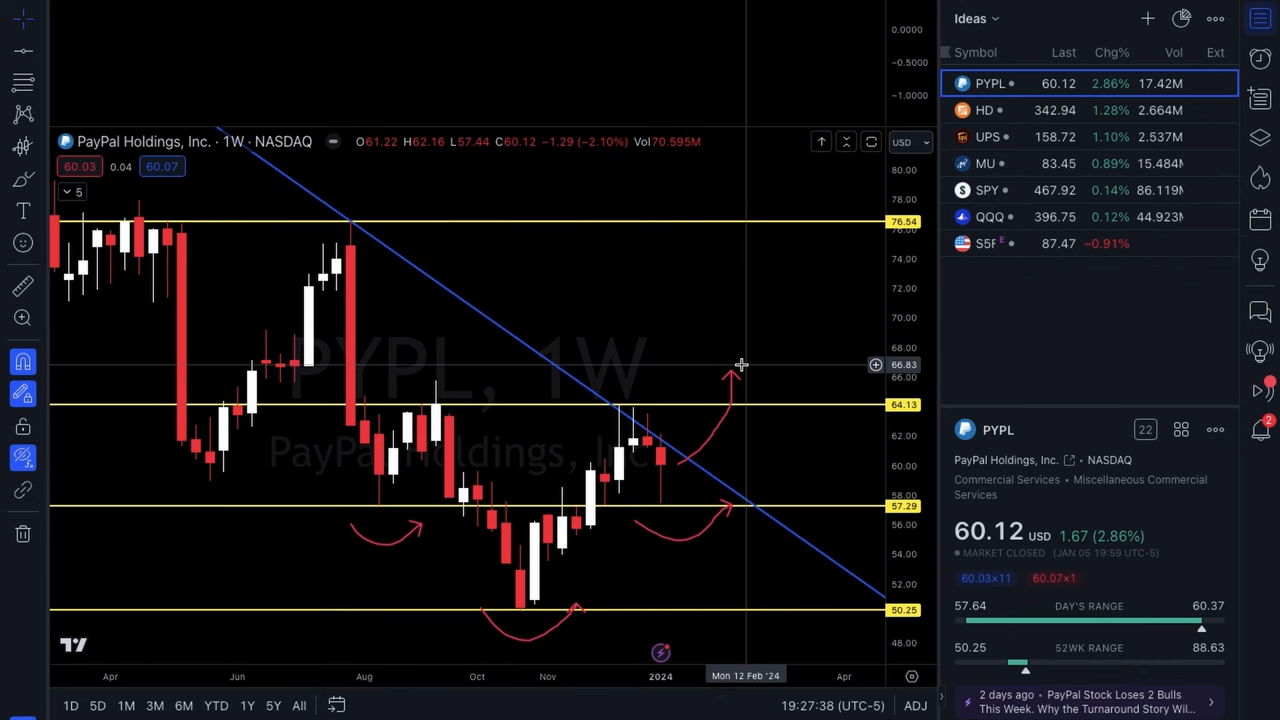 Ideas
Symbol Last Chg% Vol Ext
PYPL 60.12 2.86% 17.42M
HD 342.94 1.28% 2.664M
UPS 158.72 1.10% 2.537M
MU 83.45 0.89% 15.484M
SPY 467.92 0.14% 86.119M
QQQ 396.75 0.12% 44.923M
S5F E 87.47 −0.91%
0.0000
−0.5000
−1.0000
PayPal Holdings, Inc. · 1W · NASDAQ O61.22 H62.16 L57.44 C60.12 −1.29 (−2.10%) Vol70.595M
USD
60.03 0.04 60.07
5
80.00
78.00
76.54
76.00
74.00
72.00
70.00
68.00
66.83
66.00
64.13
62.00
60.00
58.00
57.29
56.00
54.00
52.00
50.25
48.00
PYPL, 1W
PayPal Holdings, Inc.
Apr Jun Aug Oct Nov 2024 Mon 12 Feb '24 Apr
1D 5D 1M 3M 6M YTD 1Y 5Y All 19:27:38 (UTC-5) ADJ
PYPL 22
PayPal Holdings, Inc. • NASDAQ
Commercial Services • Miscellaneous Commercial
Services
60.12 USD 1.67 (2.86%)
MARKET CLOSED (JAN 05 19:59 UTC-5)
60.03×11 60.07×1
57.64 DAY'S RANGE 60.37
50.25 52WK RANGE 88.63
2 days ago • PayPal Stock Loses 2 Bulls
This Week. Why the Turnaround Story Wil...
2